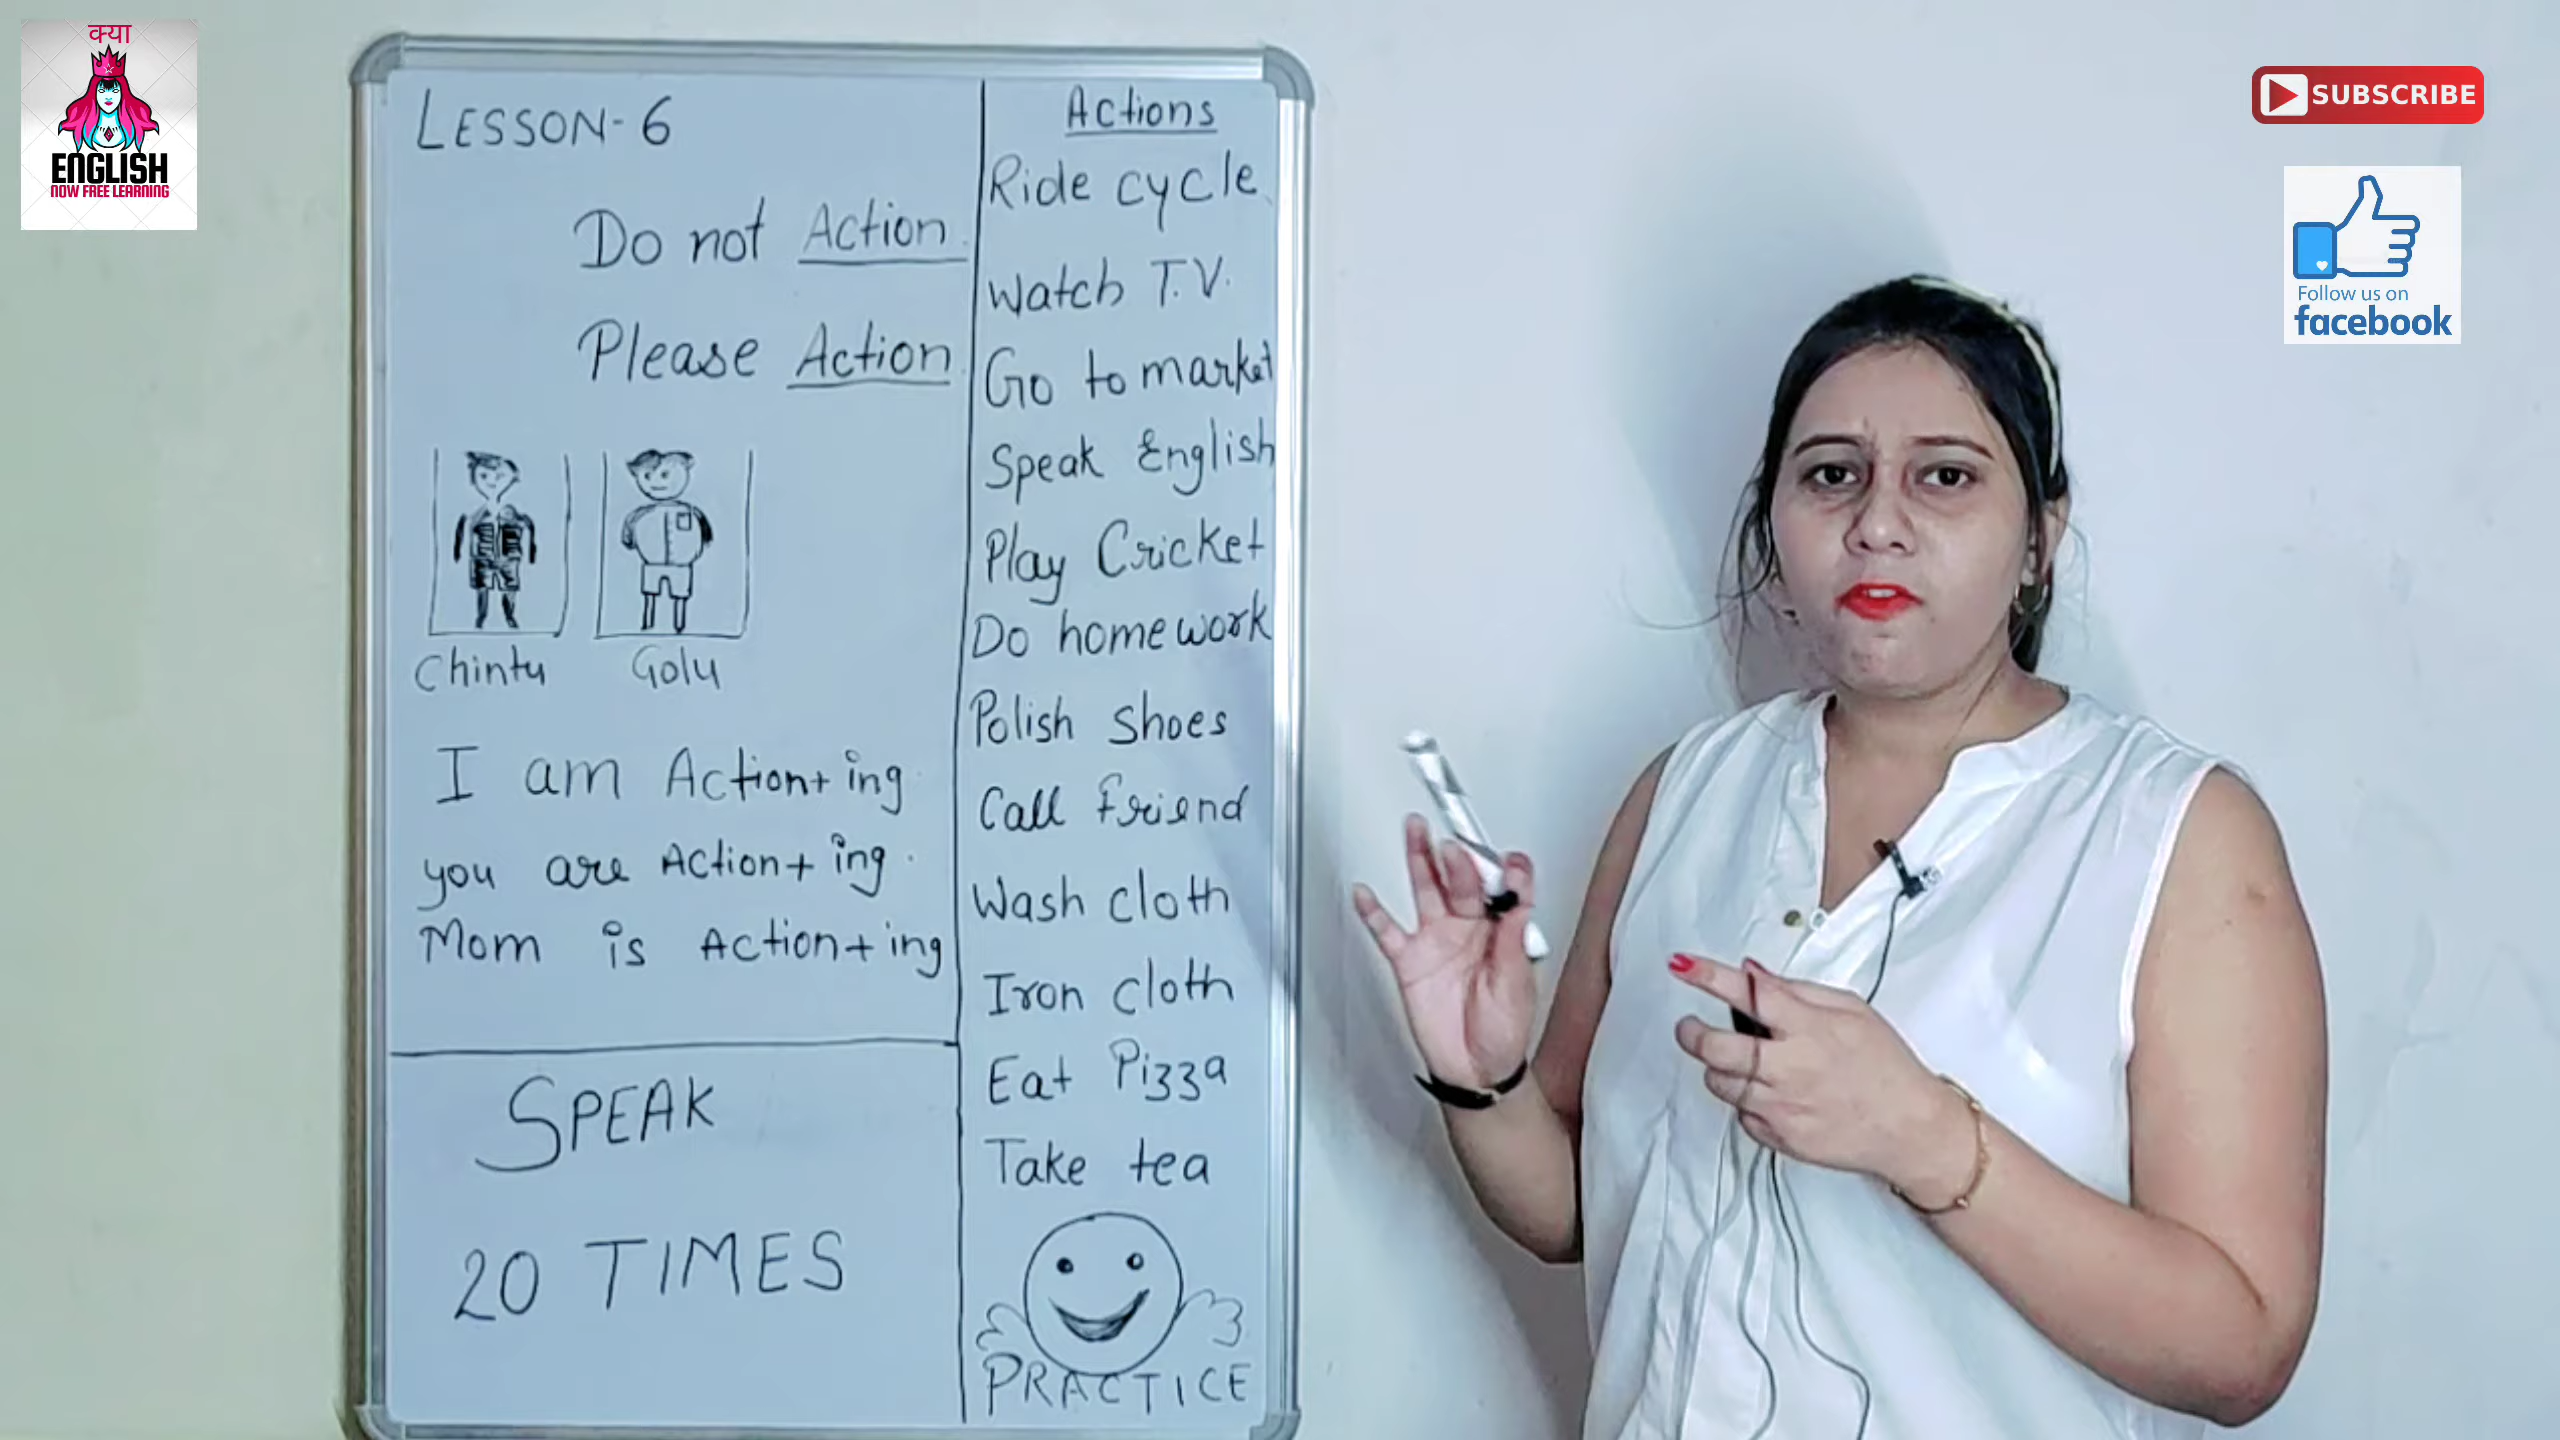 क्या
ENGLISH
NOW FREE LEARNING
LESSON-6
Do not Action
Please Action
Chintu
Golu
I am Action+ing
you are Action+ing
Mom is Action+ing
SPEAK
20 TIMES
Actions
Ride cycle
Watch T.V.
Go to market
Speak English
Play Cricket
Do homework
Polish shoes
Call friend
Wash cloth
Iron cloth
Eat Pizza
Take tea
PRACTICE
SUBSCRIBE
Follow us on
facebook